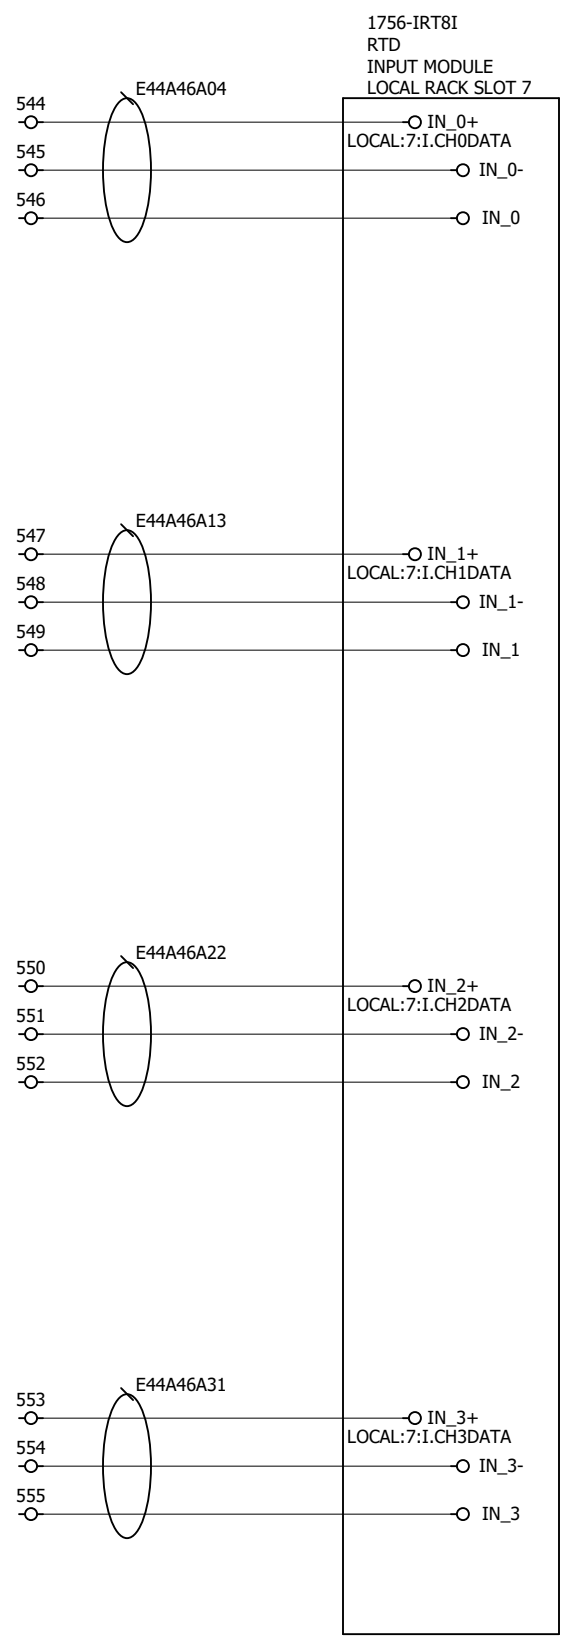 1756-IRT8I
RTD
INPUT MODULE
LOCAL RACK SLOT 7
E44A46A04
544
IN_0+
LOCAL:7:I.CH0DATA
545
IN_0-
546
IN_0
E44A46A13
547
IN_1+
LOCAL:7:I.CH1DATA
548
IN_1-
549
IN_1
E44A46A22
550
IN_2+
LOCAL:7:I.CH2DATA
551
IN_2-
552
IN_2
E44A46A31
553
IN_3+
LOCAL:7:I.CH3DATA
554
IN_3-
555
IN_3